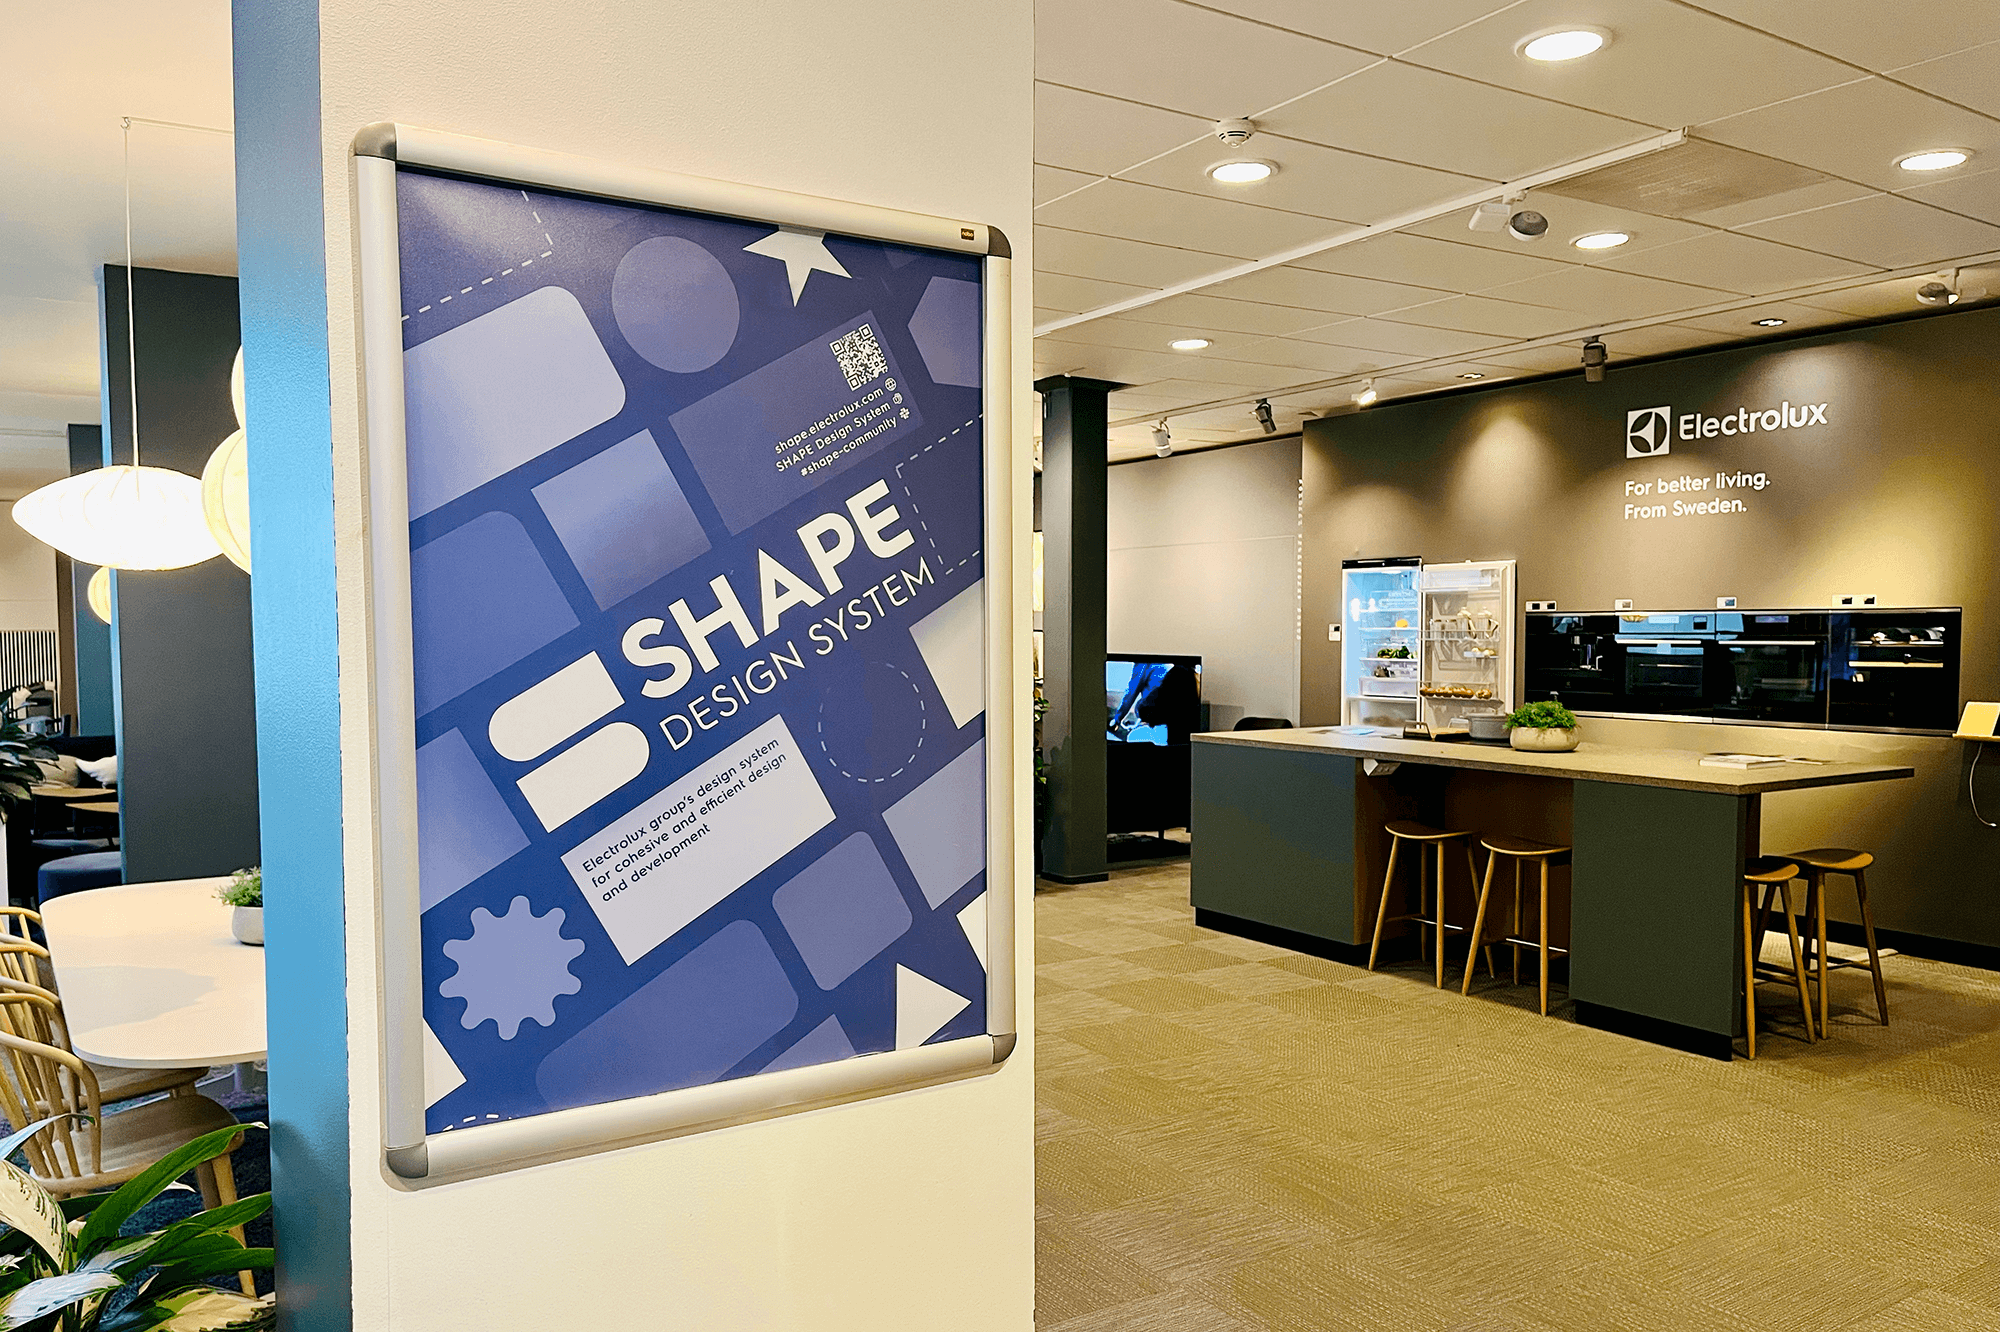 shape.electrolux.com
SHAPE Design System
#shape-community
SHAPE
DESIGN SYSTEM
Electrolux group's design system
for cohesive and efficient design
and development
Electrolux
For better living.
From Sweden.